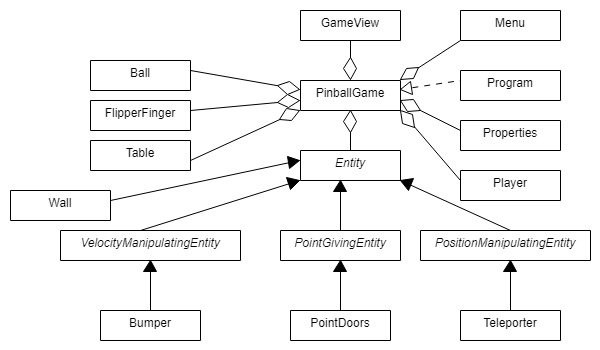 GameView
Menu
Ball
PinballGame
Program
FlipperFinger
Properties
Table
Entity
Player
Wall
VelocityManipulatingEntity
PointGivingEntity
PositionManipulatingEntity
Bumper
PointDoors
Teleporter